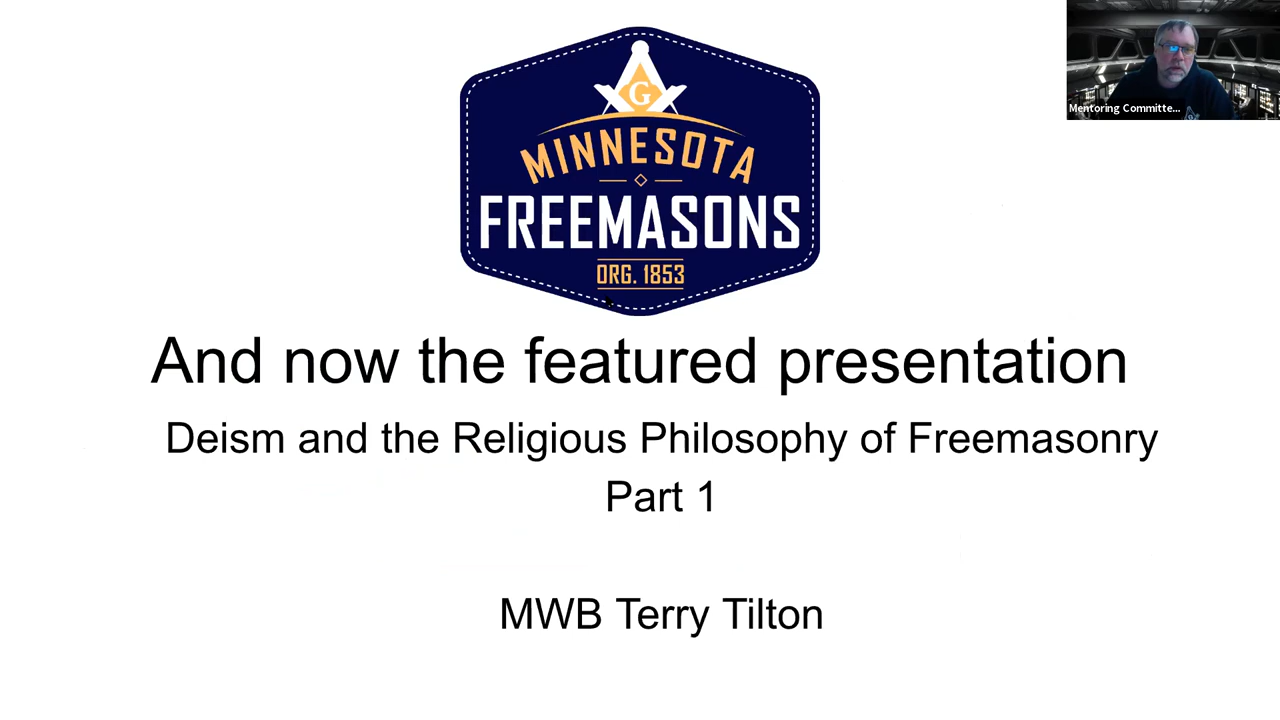 G
MINNESOTA
FREEMASONS
ORG. 1853
Mentoring Committe...
And now the featured presentation
Deism and the Religious Philosophy of Freemasonry
Part 1
MWB Terry Tilton